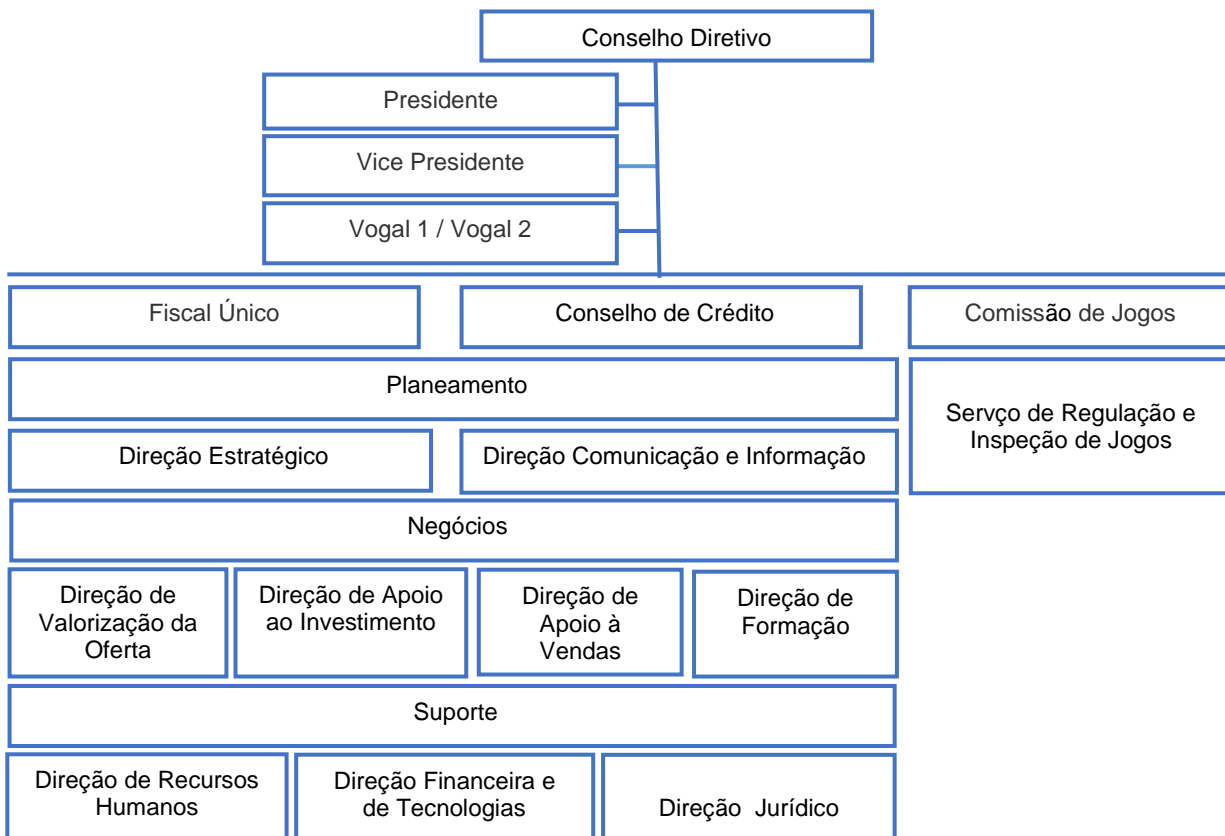 Conselho Diretivo
Presidente
Vice Presidente
Vogal 1 / Vogal 2
Fiscal Único
Conselho de Crédito
Comissão de Jogos
Planeamento
Servço de Regulação e
Inspeção de Jogos
Direção Estratégico
Direção Comunicação e Informação
Negócios
Direção de
Valorização da
Oferta
Direção de Apoio
ao Investimento
Direção de
Apoio à
Vendas
Direção de
Formação
Suporte
Direção de Recursos
Humanos
Direção Financeira e
de Tecnologias
Direção Jurídico